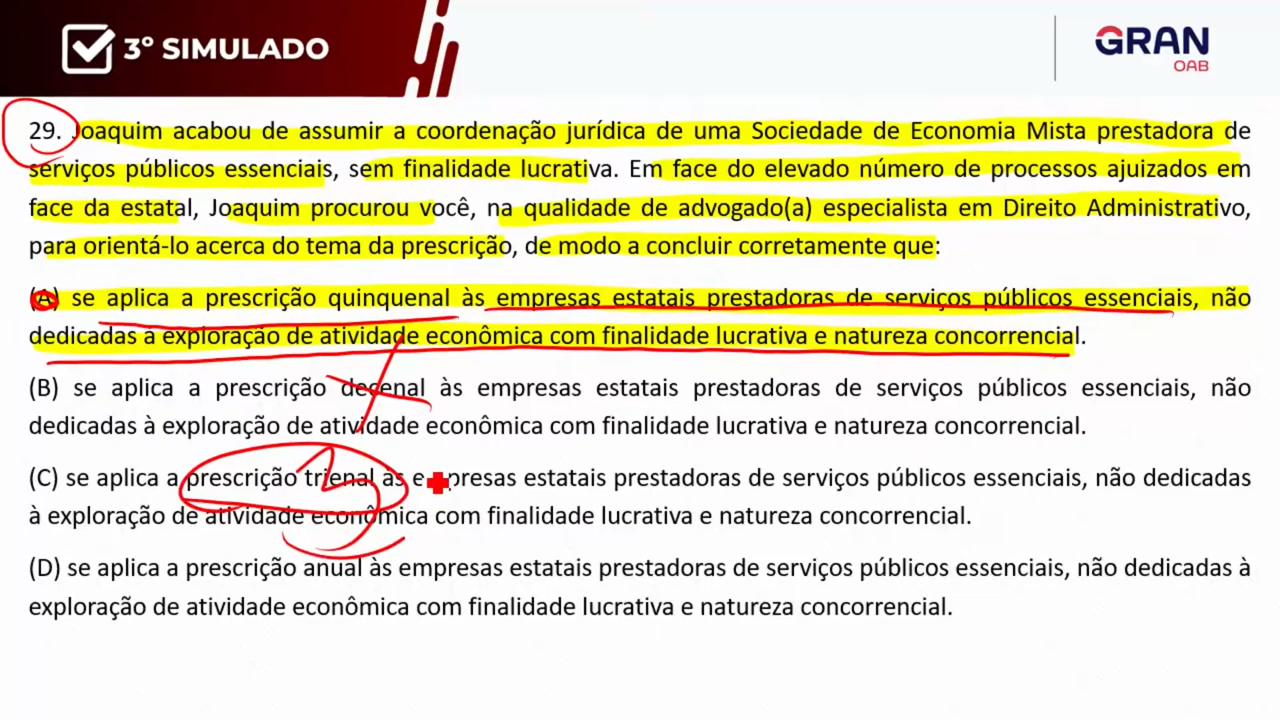 3º SIMULADO
GRAN
OAB
29. Joaquim acabou de assumir a coordenação jurídica de uma Sociedade de Economia Mista prestadora de
serviços públicos essenciais, sem finalidade lucrativa. Em face do elevado número de processos ajuizados em
face da estatal, Joaquim procurou você, na qualidade de advogado(a) especialista em Direito Administrativo,
para orientá-lo acerca do tema da prescrição, de modo a concluir corretamente que:
(A) se aplica a prescrição quinquenal às empresas estatais prestadoras de serviços públicos essenciais, não
dedicadas à exploração de atividade econômica com finalidade lucrativa e natureza concorrencial.
(B) se aplica a prescrição decenal às empresas estatais prestadoras de serviços públicos essenciais, não
dedicadas à exploração de atividade econômica com finalidade lucrativa e natureza concorrencial.
(C) se aplica a prescrição trienal às empresas estatais prestadoras de serviços públicos essenciais, não dedicadas
à exploração de atividade econômica com finalidade lucrativa e natureza concorrencial.
3
(D) se aplica a prescrição anual às empresas estatais prestadoras de serviços públicos essenciais, não dedicadas à
exploração de atividade econômica com finalidade lucrativa e natureza concorrencial.